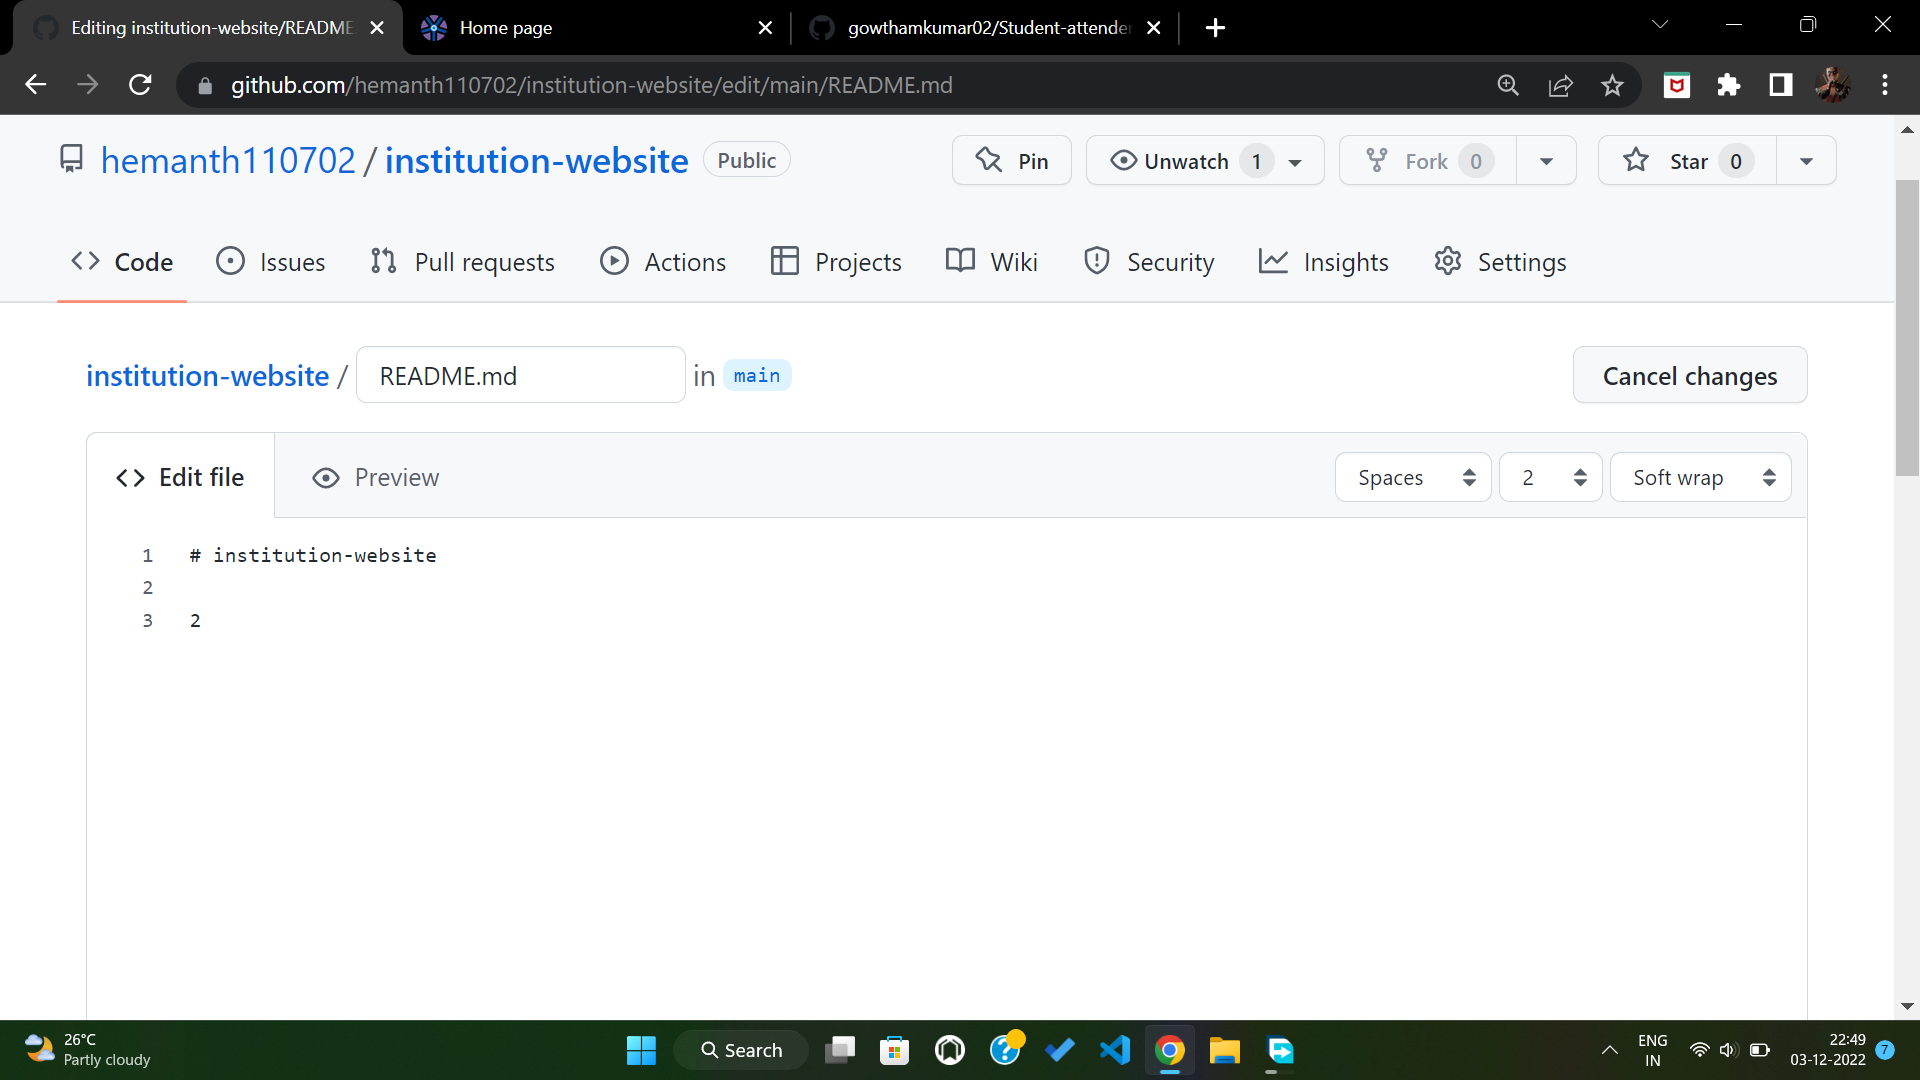 Editing institution-website/README
Home page
gowthamkumar02/Student-attende
github.com/hemanth110702/institution-website/edit/main/README.md
hemanth110702 / institution-website Public
Pin
Unwatch 1
Fork 0
Star 0
Code
Issues
Pull requests
Actions
Projects
Wiki
Security
Insights
Settings
institution-website / README.md in main
Cancel changes
Edit file
Preview
Spaces
2
Soft wrap
1 # institution-website
2
3 2
26°C
Partly cloudy
Search
ENG
IN
22:49
03-12-2022
7